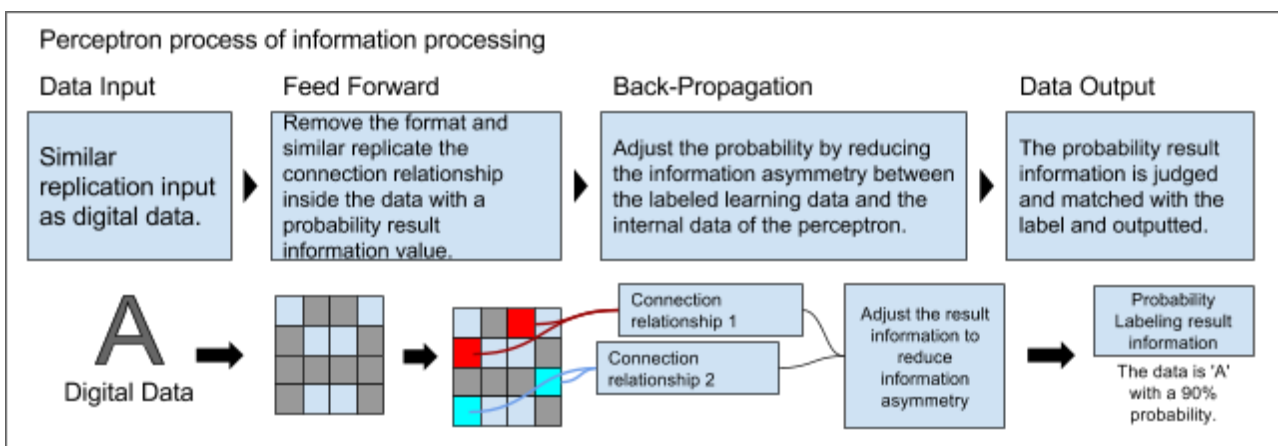 Perceptron process of information processing
Data Input
Feed Forward
Back-Propagation
Data Output
Similar
replication input
as digital data.
Remove the format and
similar replicate the
connection relationship
inside the data with a
probability result
information value.
Adjust the probability by reducing
the information asymmetry between
the labeled learning data and the
internal data of the perceptron.
The probability result
information is judged
and matched with the
label and outputted.
A
Digital Data
Connection
relationship 1
Connection
relationship 2
Adjust the result
information to
reduce
information
asymmetry
Probability
Labeling result
information
The data is 'A'
with a 90%
probability.